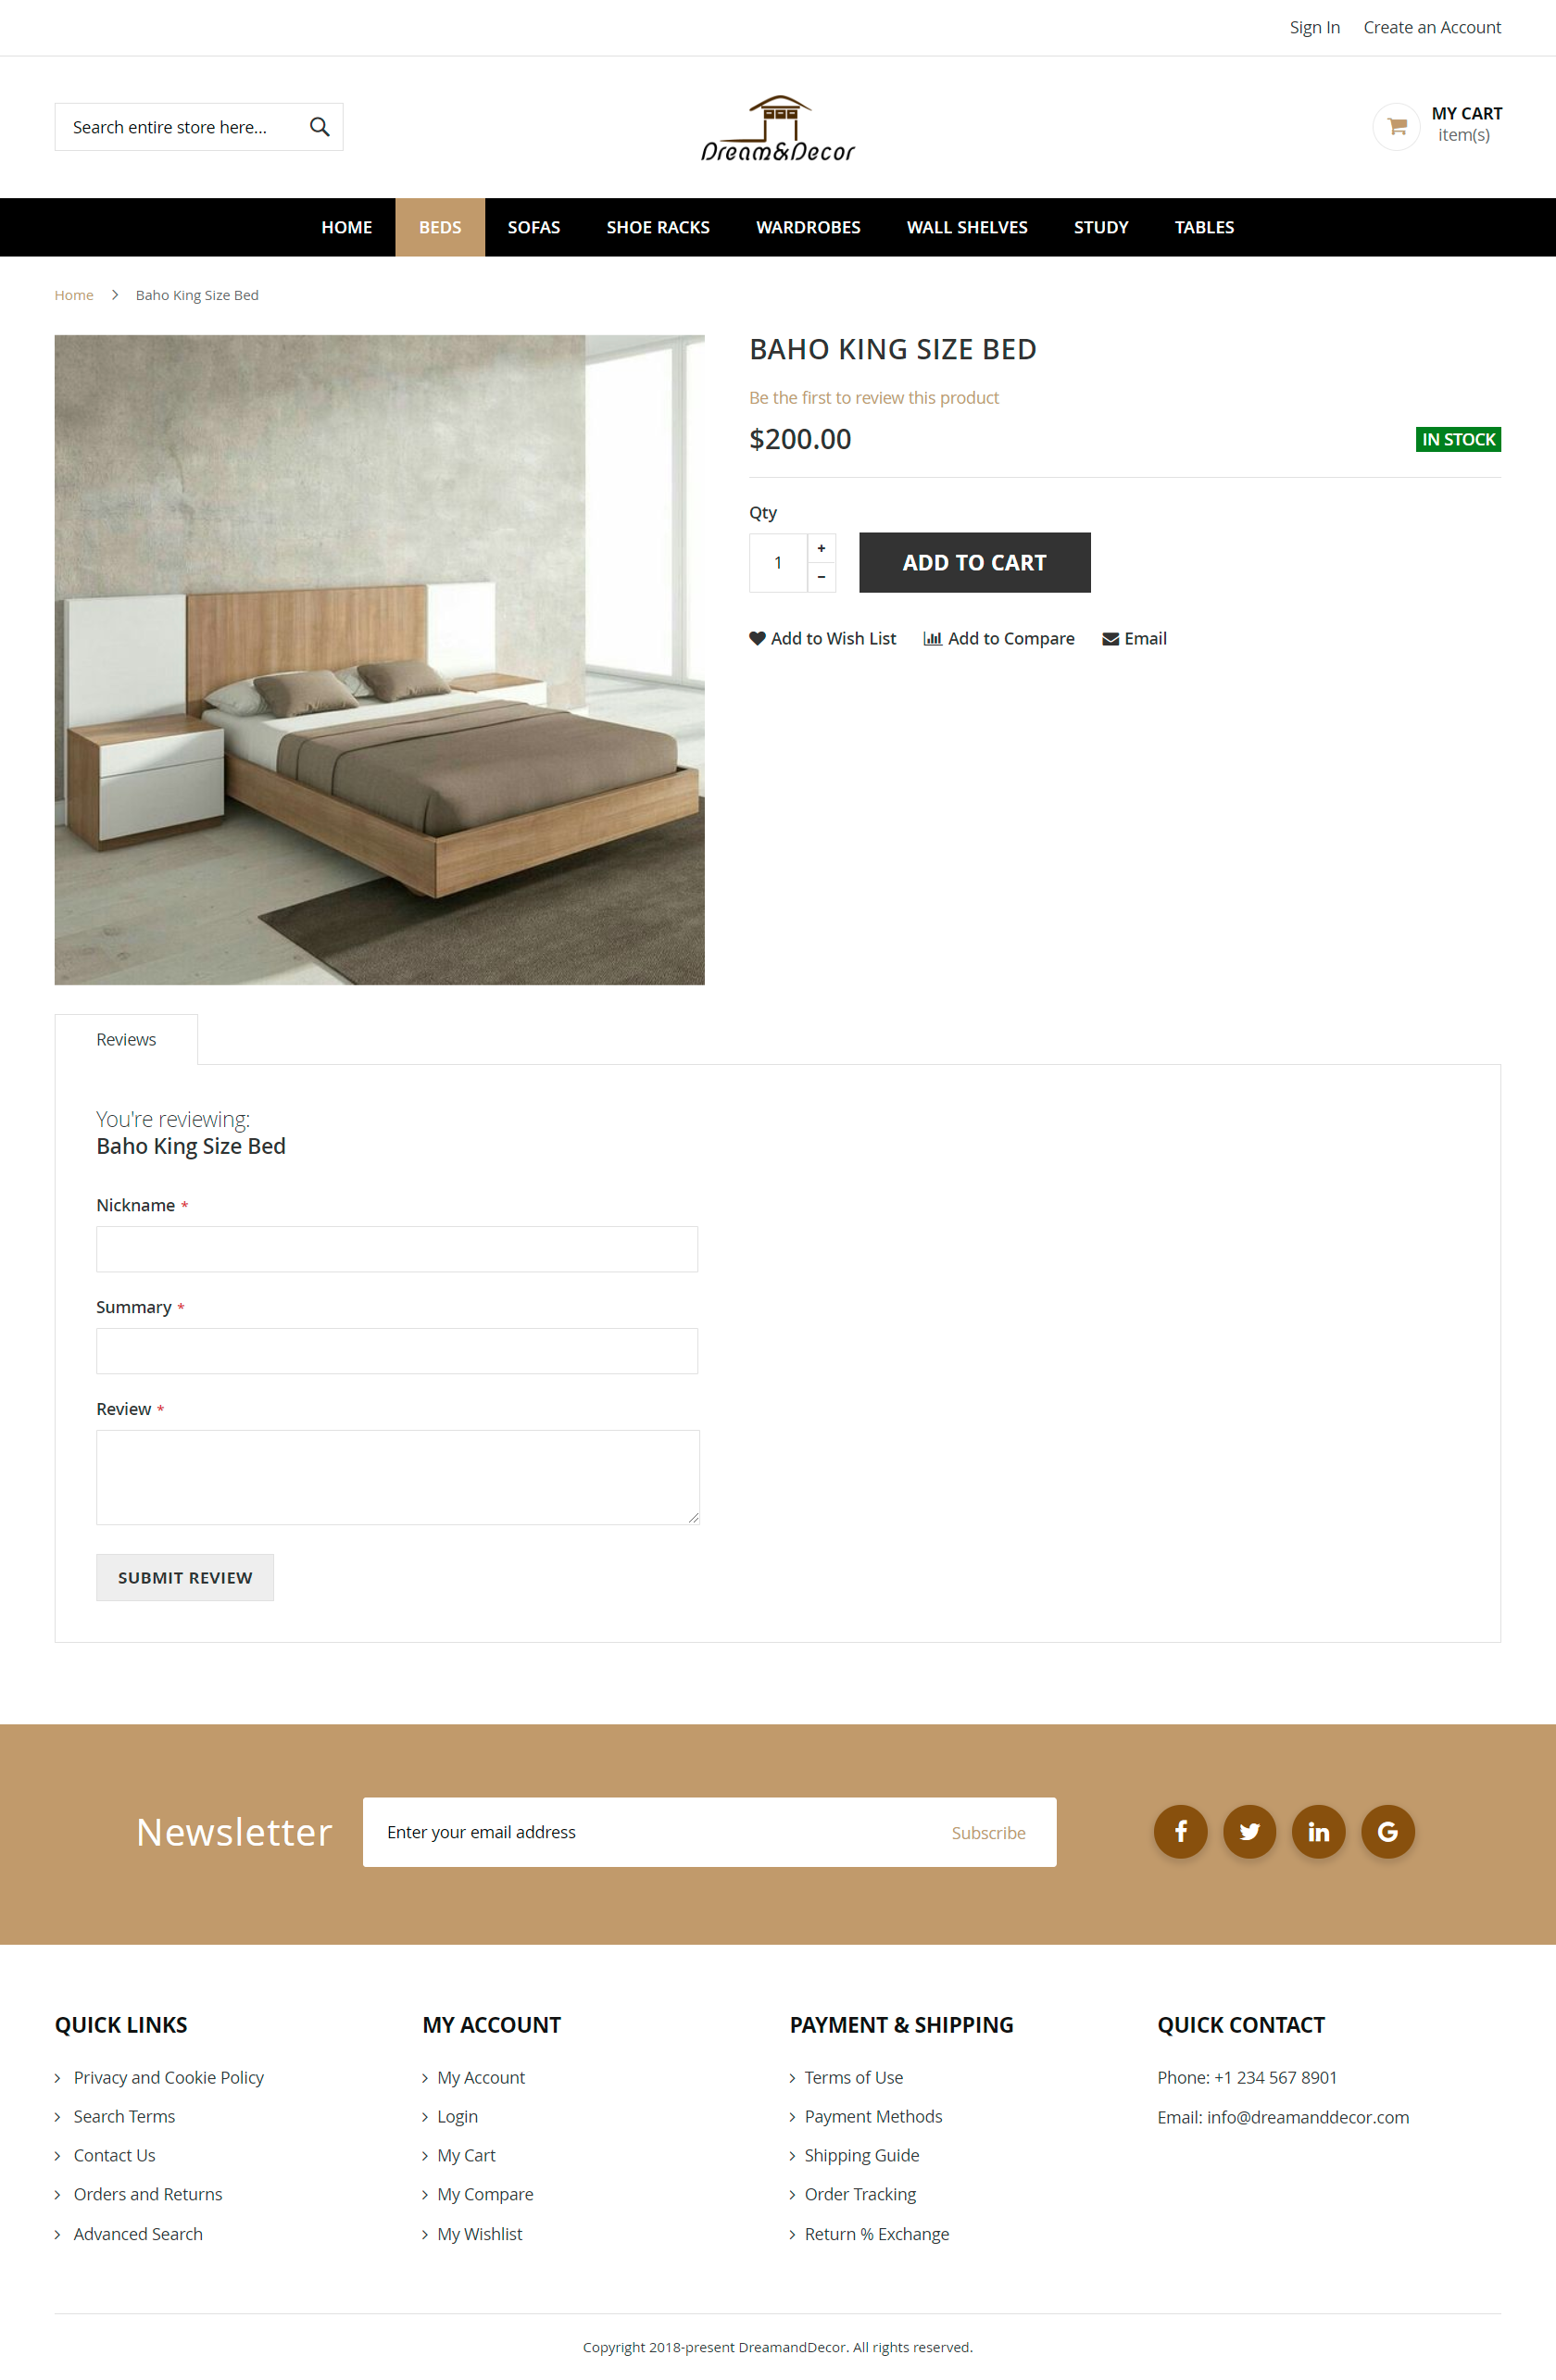 Sign In Create an Account
Search entire store here...
Dream&Decor
MY CART
item(s)
HOME BEDS SOFAS SHOE RACKS WARDROBES WALL SHELVES STUDY TABLES
Home Baho King Size Bed
BAHO KING SIZE BED
Be the first to review this product
$200.00 IN STOCK
Qty
1 + − ADD TO CART
Add to Wish List Add to Compare Email
Reviews
You're reviewing:
Baho King Size Bed
Nickname *
Summary *
Review *
SUBMIT REVIEW
Newsletter Enter your email address Subscribe f in G
QUICK LINKS
Privacy and Cookie Policy
Search Terms
Contact Us
Orders and Returns
Advanced Search
MY ACCOUNT
My Account
Login
My Cart
My Compare
My Wishlist
PAYMENT & SHIPPING
Terms of Use
Payment Methods
Shipping Guide
Order Tracking
Return % Exchange
QUICK CONTACT
Phone: +1 234 567 8901
Email: info@dreamanddecor.com
Copyright 2018-present DreamandDecor. All rights reserved.